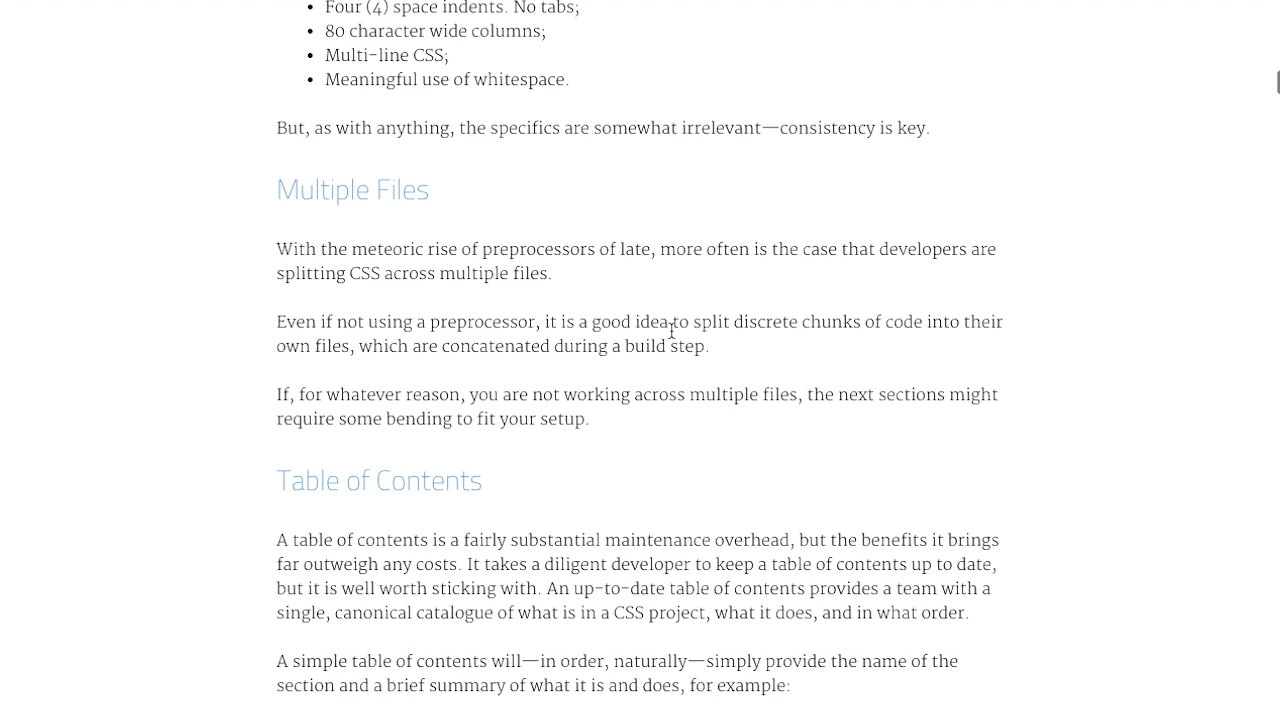 • Four (4) space indents. No tabs;
• 80 character wide columns;
• Multi-line CSS;
• Meaningful use of whitespace.
But, as with anything, the specifics are somewhat irrelevant—consistency is key.
Multiple Files
With the meteoric rise of preprocessors of late, more often is the case that developers are
splitting CSS across multiple files.
Even if not using a preprocessor, it is a good idea to split discrete chunks of code into their
own files, which are concatenated during a build step.
If, for whatever reason, you are not working across multiple files, the next sections might
require some bending to fit your setup.
Table of Contents
A table of contents is a fairly substantial maintenance overhead, but the benefits it brings
far outweigh any costs. It takes a diligent developer to keep a table of contents up to date,
but it is well worth sticking with. An up-to-date table of contents provides a team with a
single, canonical catalogue of what is in a CSS project, what it does, and in what order.
A simple table of contents will—in order, naturally—simply provide the name of the
section and a brief summary of what it is and does, for example: